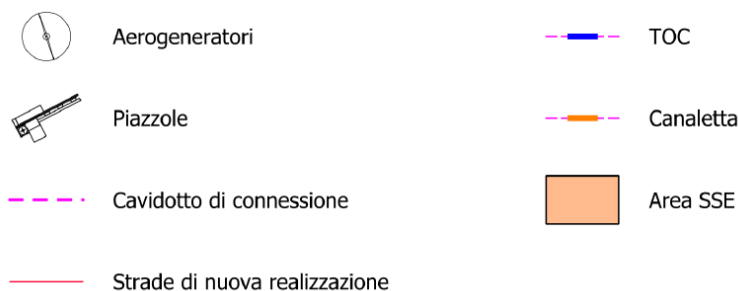 Aerogeneratori
Piazzole
Cavidotto di connessione
Strade di nuova realizzazione
TOC
Canaletta
Area SSE